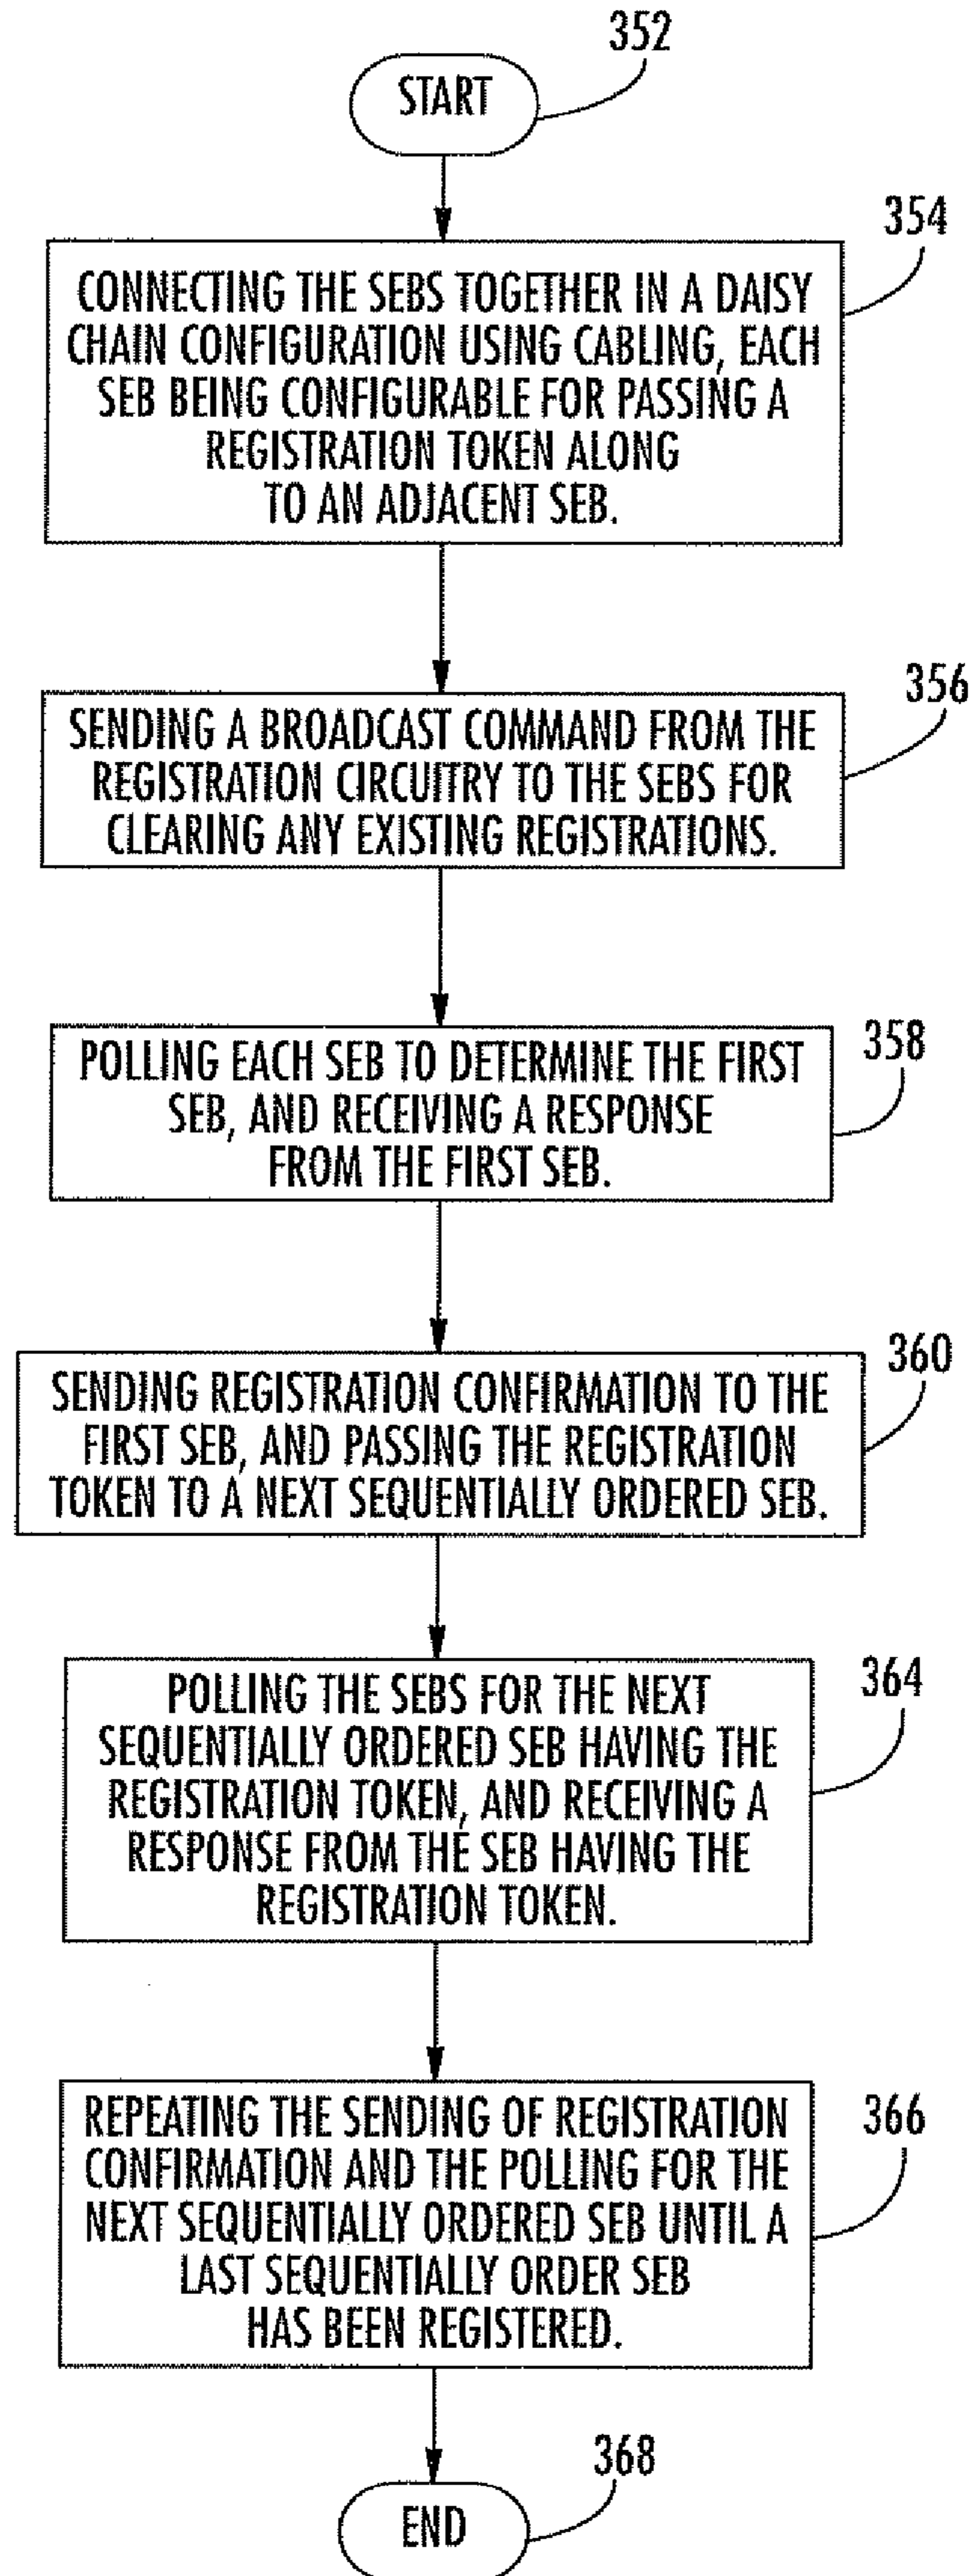 352
START
354
CONNECTING THE SEBS TOGETHER IN A DAISY
CHAIN CONFIGURATION USING CABLING, EACH
SEB BEING CONFIGURABLE FOR PASSING A
REGISTRATION TOKEN ALONG
TO AN ADJACENT SEB.
356
SENDING A BROADCAST COMMAND FROM THE
REGISTRATION CIRCUITRY TO THE SEBS FOR
CLEARING ANY EXISTING REGISTRATIONS.
358
POLLING EACH SEB TO DETERMINE THE FIRST
SEB, AND RECEIVING A RESPONSE
FROM THE FIRST SEB.
360
SENDING REGISTRATION CONFIRMATION TO THE
FIRST SEB, AND PASSING THE REGISTRATION
TOKEN TO A NEXT SEQUENTIALLY ORDERED SEB.
364
POLLING THE SEBS FOR THE NEXT
SEQUENTIALLY ORDERED SEB HAVING THE
REGISTRATION TOKEN, AND RECEIVING A
RESPONSE FROM THE SEB HAVING THE
REGISTRATION TOKEN.
366
REPEATING THE SENDING OF REGISTRATION
CONFIRMATION AND THE POLLING FOR THE
NEXT SEQUENTIALLY ORDERED SEB UNTIL A
LAST SEQUENTIALLY ORDER SEB
HAS BEEN REGISTERED.
368
END